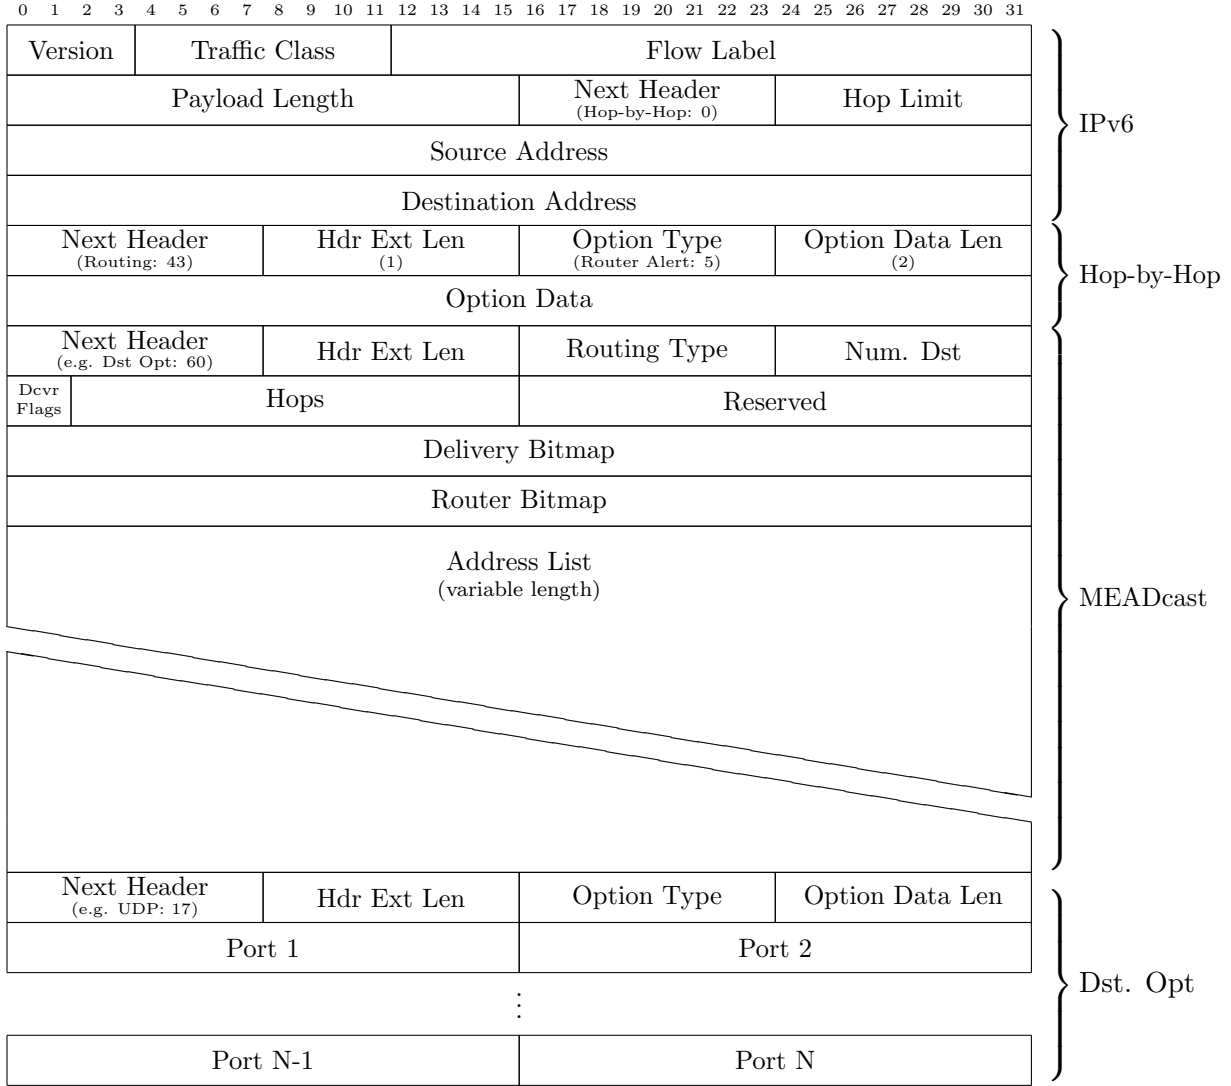 0 1 2 3 4 5 6 7 8 9 10 11 12 13 14 15 16 17 18 19 20 21 22 23 24 25 26 27 28 29 30 31
Version Traffic Class Flow Label
Payload Length Next Header Hop Limit
(Hop-by-Hop: 0)
IPv6
Source Address
Destination Address
Next Header Hdr Ext Len Option Type Option Data Len
(Routing: 43) (1) (Router Alert: 5) (2)
Hop-by-Hop
Option Data
Next Header Hdr Ext Len Routing Type Num. Dst
(e.g. Dst Opt: 60)
Dcvr
Flags
Hops Reserved
Delivery Bitmap
Router Bitmap
Address List
(variable length)
MEADcast
Next Header Hdr Ext Len Option Type Option Data Len
(e.g. UDP: 17)
Port 1 Port 2
Dst. Opt
⋮
Port N-1 Port N